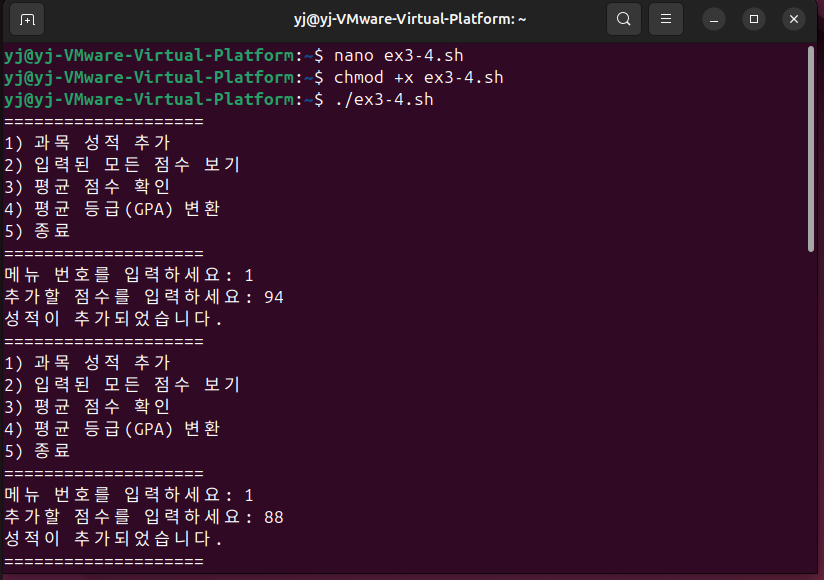 yj@yj-VMware-Virtual-Platform: ~
yj@yj-VMware-Virtual-Platform:~$ nano ex3-4.sh
yj@yj-VMware-Virtual-Platform:~$ chmod +x ex3-4.sh
yj@yj-VMware-Virtual-Platform:~$ ./ex3-4.sh
====================
1) 과목 성적 추가
2) 입력된 모든 점수 보기
3) 평균 점수 확인
4) 평균 등급(GPA) 변환
5) 종료
====================
메뉴 번호를 입력하세요: 1
추가할 점수를 입력하세요: 94
성적이 추가되었습니다.
====================
1) 과목 성적 추가
2) 입력된 모든 점수 보기
3) 평균 점수 확인
4) 평균 등급(GPA) 변환
5) 종료
====================
메뉴 번호를 입력하세요: 1
추가할 점수를 입력하세요: 88
성적이 추가되었습니다.
====================